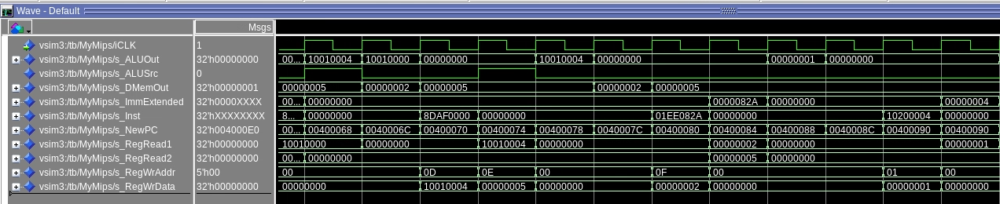 Wave - Default
Msgs
vsim3:/tb/MyMips/iCLK 1
vsim3:/tb/MyMips/s_ALUOut 32'h00000000 00... 10010004 10010000 00000000 10010004 00000000 00000001 00000000
vsim3:/tb/MyMips/s_ALUSrc 0
vsim3:/tb/MyMips/s_DMemOut 32'h00000001 00000005 00000002 00000005 00000002 00000005
vsim3:/tb/MyMips/s_ImmExtended 32'h0000XXXX 00... 00000000 0000082A 00000000 00000004
vsim3:/tb/MyMips/s_Inst 32'hXXXXXXXX 8... 00000000 8DAF0000 00000000 01EE082A 00000000 10200004 00000000
vsim3:/tb/MyMips/s_NewPC 32'h004000E0 00... 00400068 0040006C 00400070 00400074 00400078 0040007C 00400080 00400084 00400088 0040008C 00400090 00400090
vsim3:/tb/MyMips/s_RegRead1 32'h00000000 10010000 00000000 10010004 00000000 00000002 00000000 00000001
vsim3:/tb/MyMips/s_RegRead2 32'h00000000 00... 00000000 00000005 00000000
vsim3:/tb/MyMips/s_RegWrAddr 5'h00 00 0D 0E 00 0F 00 01 00
vsim3:/tb/MyMips/s_RegWrData 32'h00000000 00000000 10010004 00000005 00000000 00000002 00000000 00000001 00000000